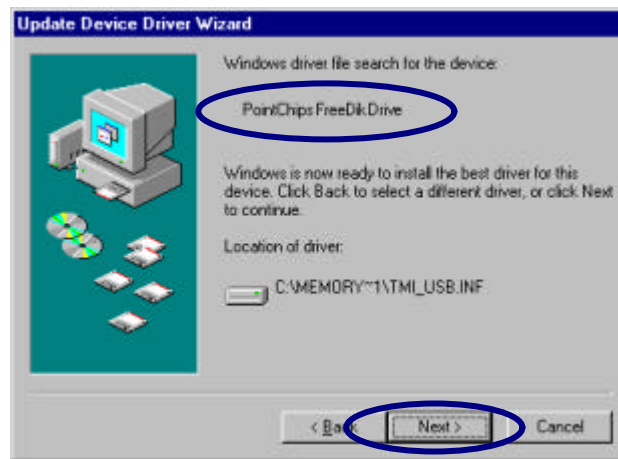 Update Device Driver Wizard
Windows driver file search for the device:
PointChips FreeDik Drive
Windows is now ready to install the best driver for this
device. Click Back to select a different driver, or click Next
to continue.
Location of driver:
C:\MEMORY~1\TMI_USB.INF
< Back Next > Cancel